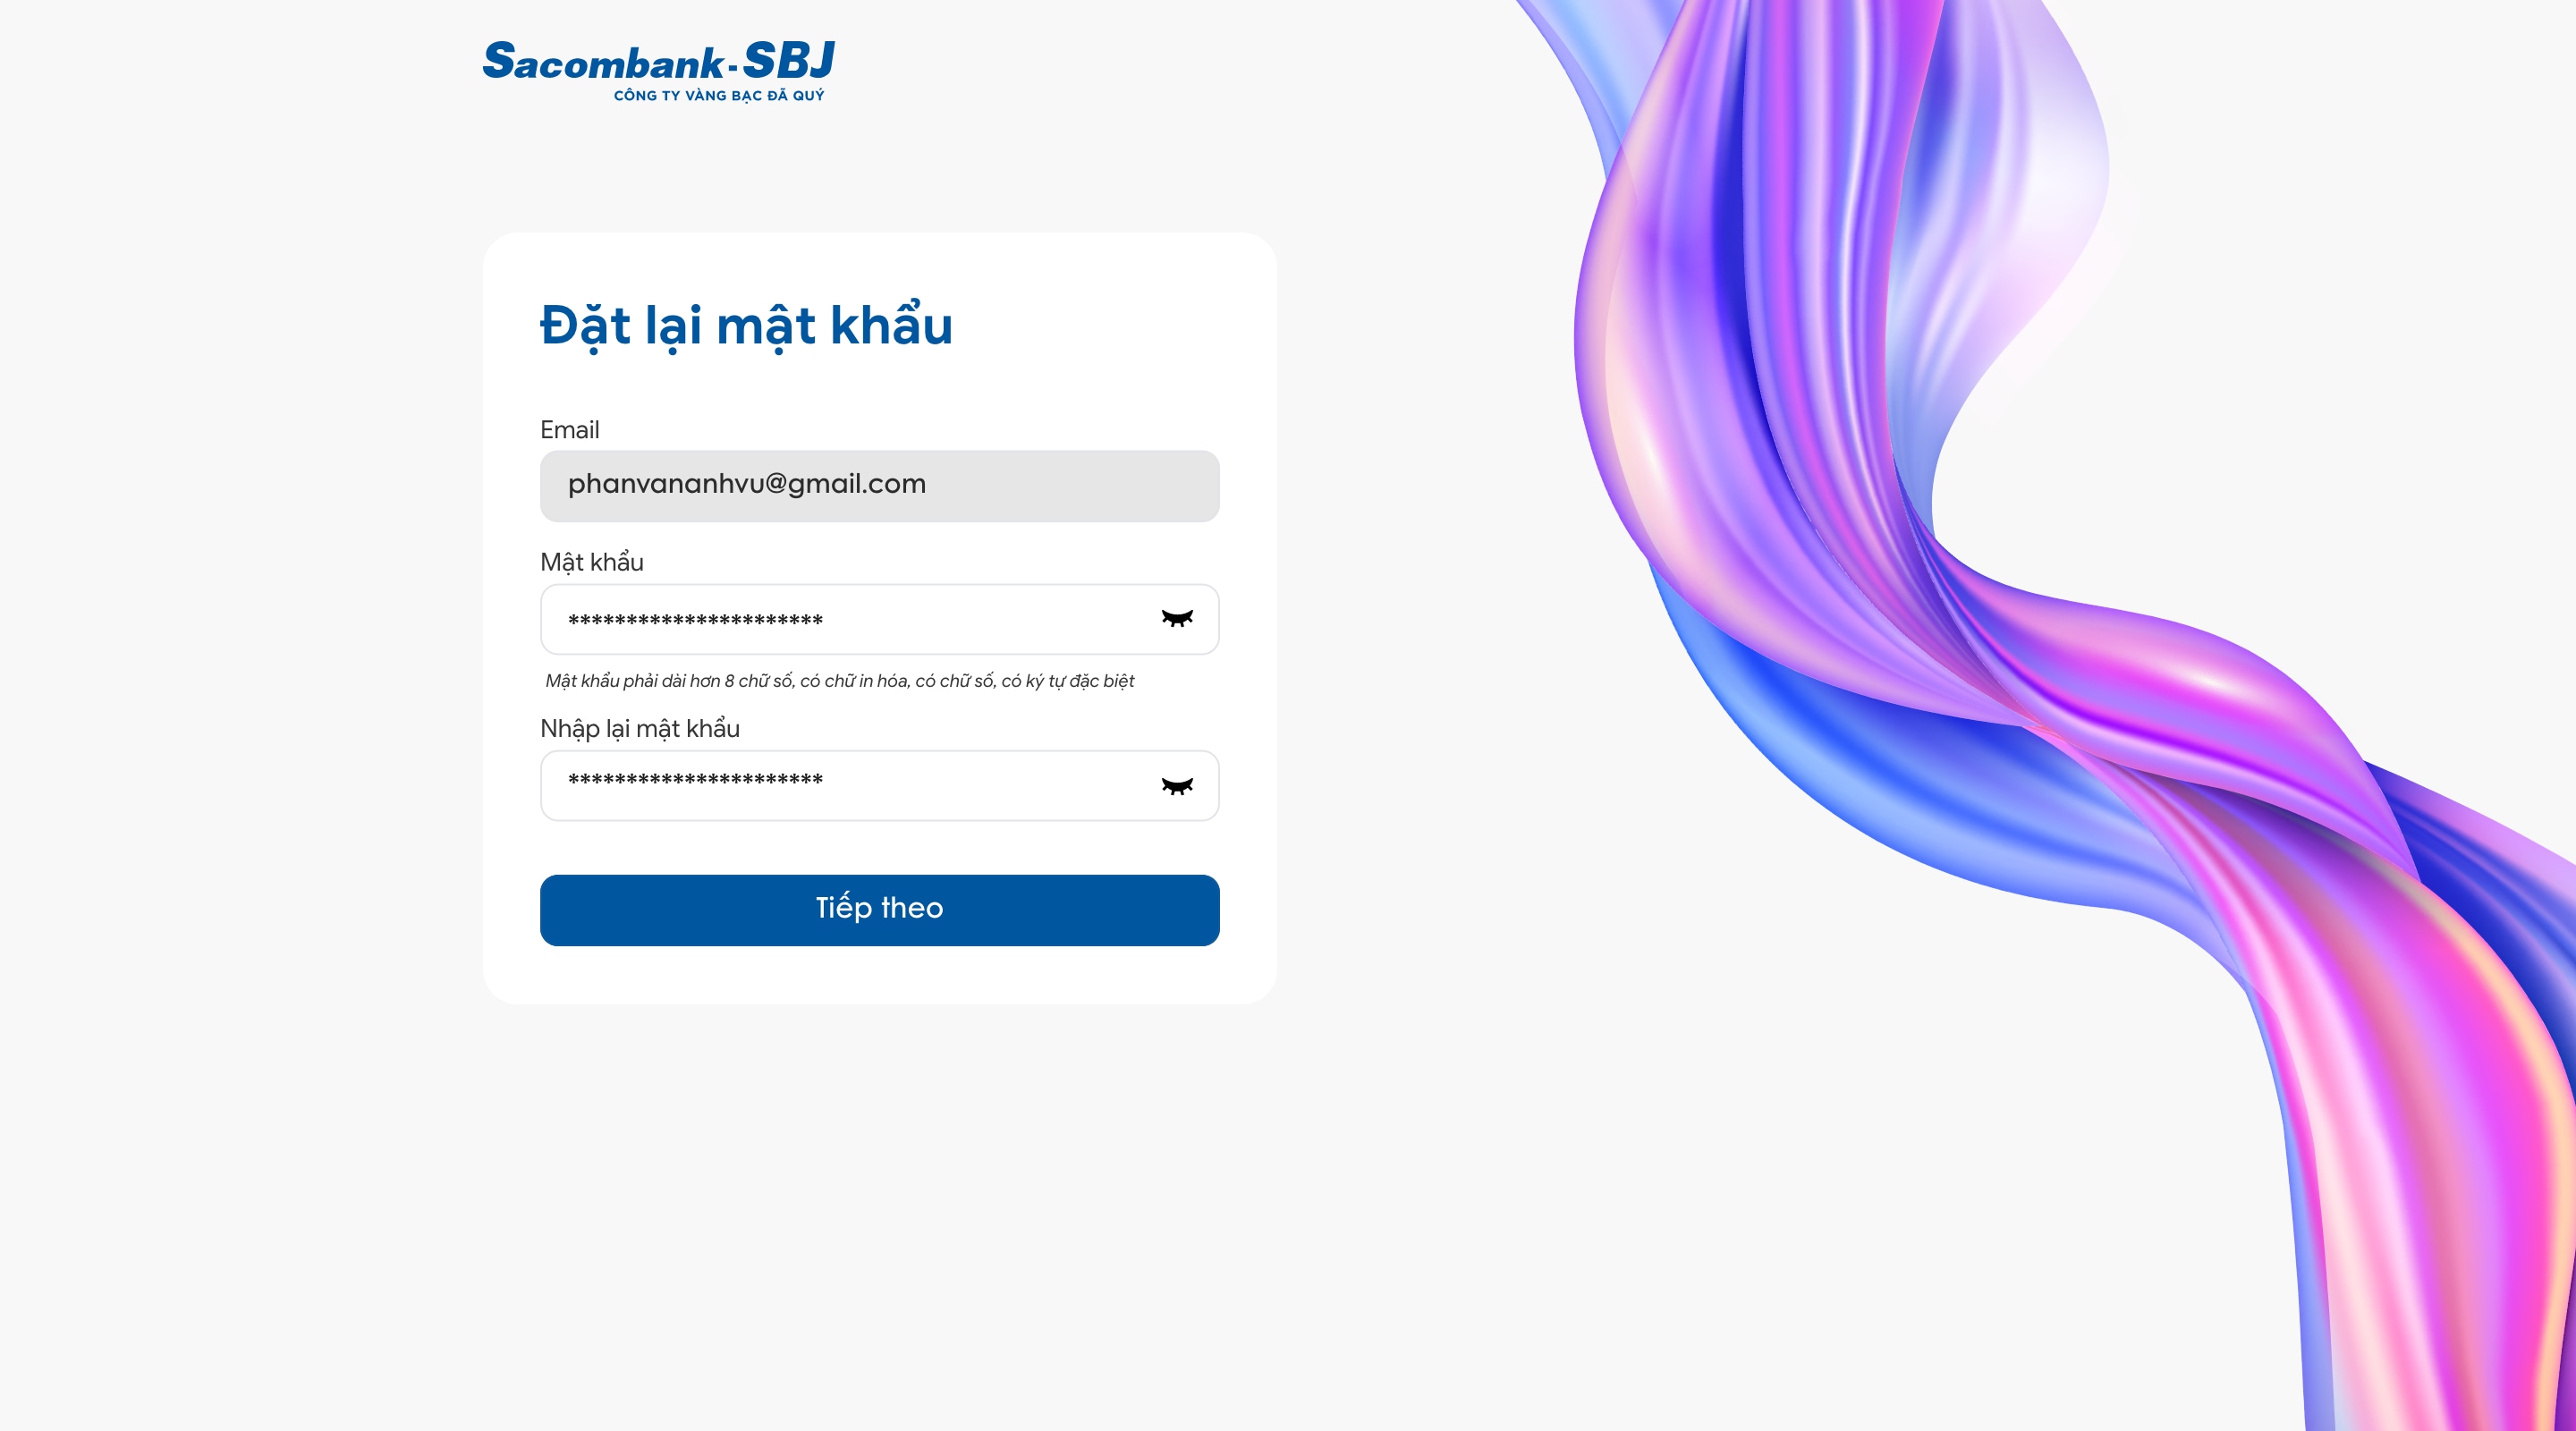 Sacombank-SBJ
CÔNG TY VÀNG BẠC ĐÃ QUÝ
Đặt lại mật khẩu
Email
phanvananhvu@gmail.com
Mật khẩu
**********************
Mật khẩu phải dài hơn 8 chữ số, có chữ in hóa, có chữ số, có ký tự đặc biệt
Nhập lại mật khẩu
**********************
Tiếp theo